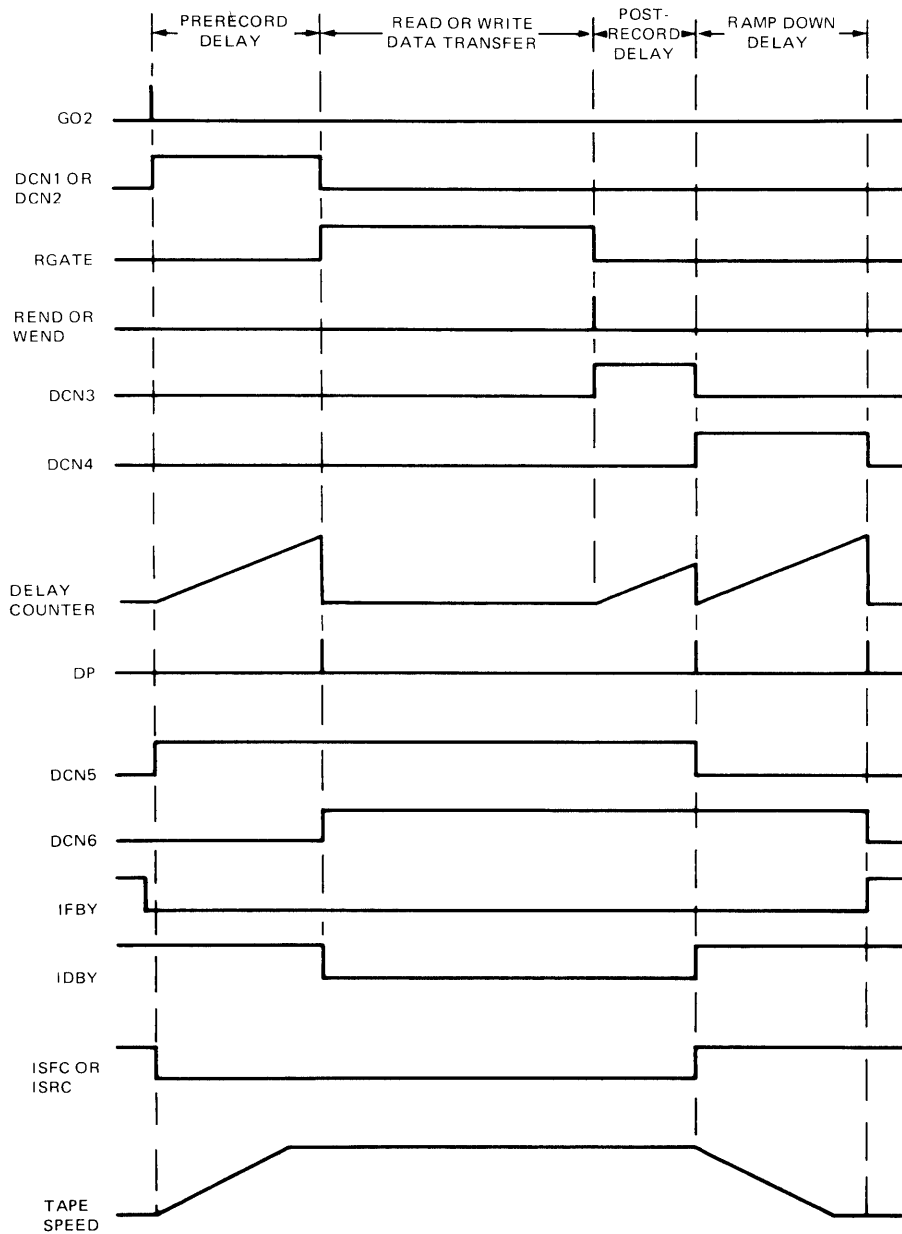 PRERECORD
DELAY
READ OR WRITE
DATA TRANSFER
POST-
RECORD
DELAY
RAMP DOWN
DELAY
GO2
DCN1 OR
DCN2
RGATE
REND OR
WEND
DCN3
DCN4
DELAY
COUNTER
DP
DCN5
DCN6
IFBY
IDBY
ISFC OR
ISRC
TAPE
SPEED